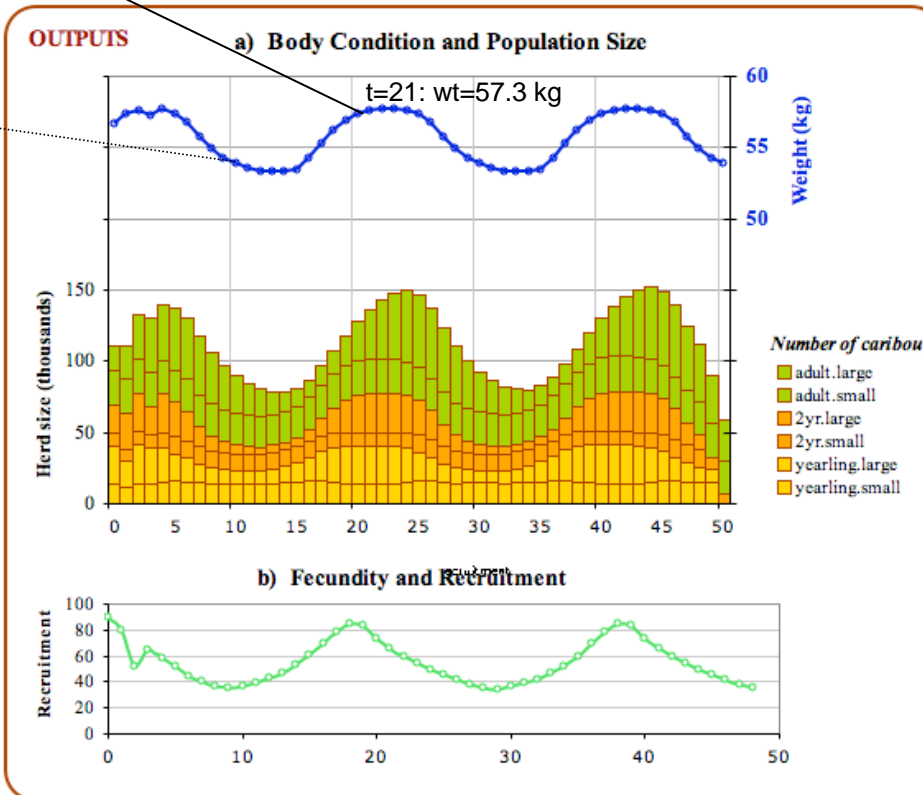 OUTPUTS
a) Body Condition and Population Size
t=21: wt=57.3 kg
60
55
50
Weight (kg)
150
100
50
0
Herd size (thousands)
0 5 10 15 20 25 30 35 40 45 50
Number of caribou
adult.large
adult.small
2yr.large
2yr.small
yearling.large
yearling.small
b) Fecundity and Recruitment
100
80
60
40
20
0
Recruitment
0 10 20 30 40 50